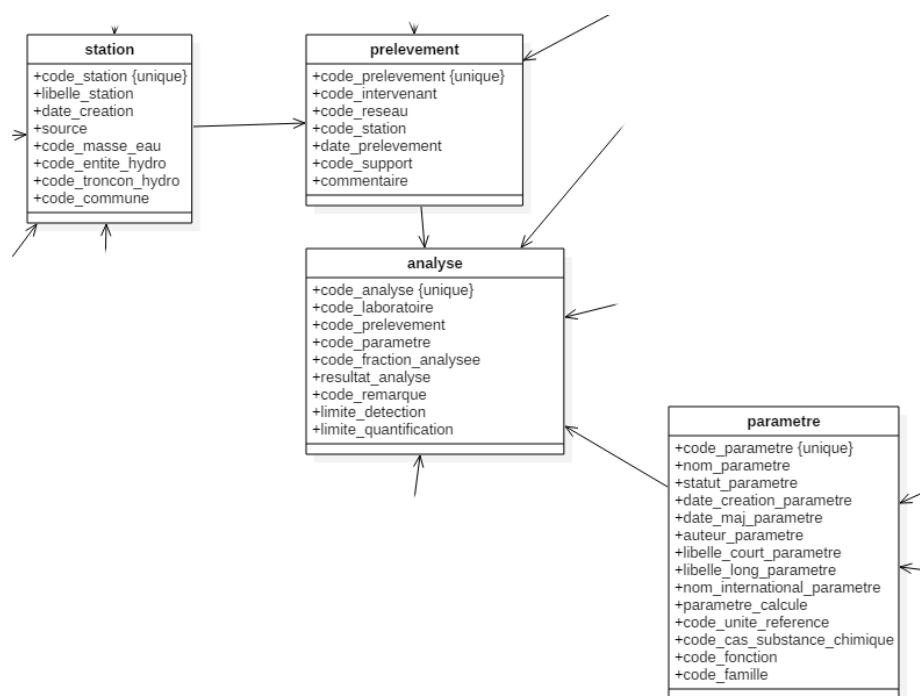 station
+code_station {unique}
+libelle_station
+date_creation
+source
+code_masse_eau
+code_entite_hydro
+code_troncon_hydro
+code_commune
prelevement
+code_prelevement {unique}
+code_intervenant
+code_reseau
+code_station
+date_prelevement
+code_support
+commentaire
analyse
+code_analyse {unique}
+code_laboratoire
+code_prelevement
+code_parametre
+code_fraction_analysee
+resultat_analyse
+code_remarque
+limite_detection
+limite_quantification
parametre
+code_parametre {unique}
+nom_parametre
+statut_parametre
+date_creation_parametre
+date_maj_parametre
+auteur_parametre
+libelle_court_parametre
+libelle_long_parametre
+nom_international_parametre
+parametre_calcule
+code_unite_reference
+code_cas_substance_chimique
+code_fonction
+code_famille